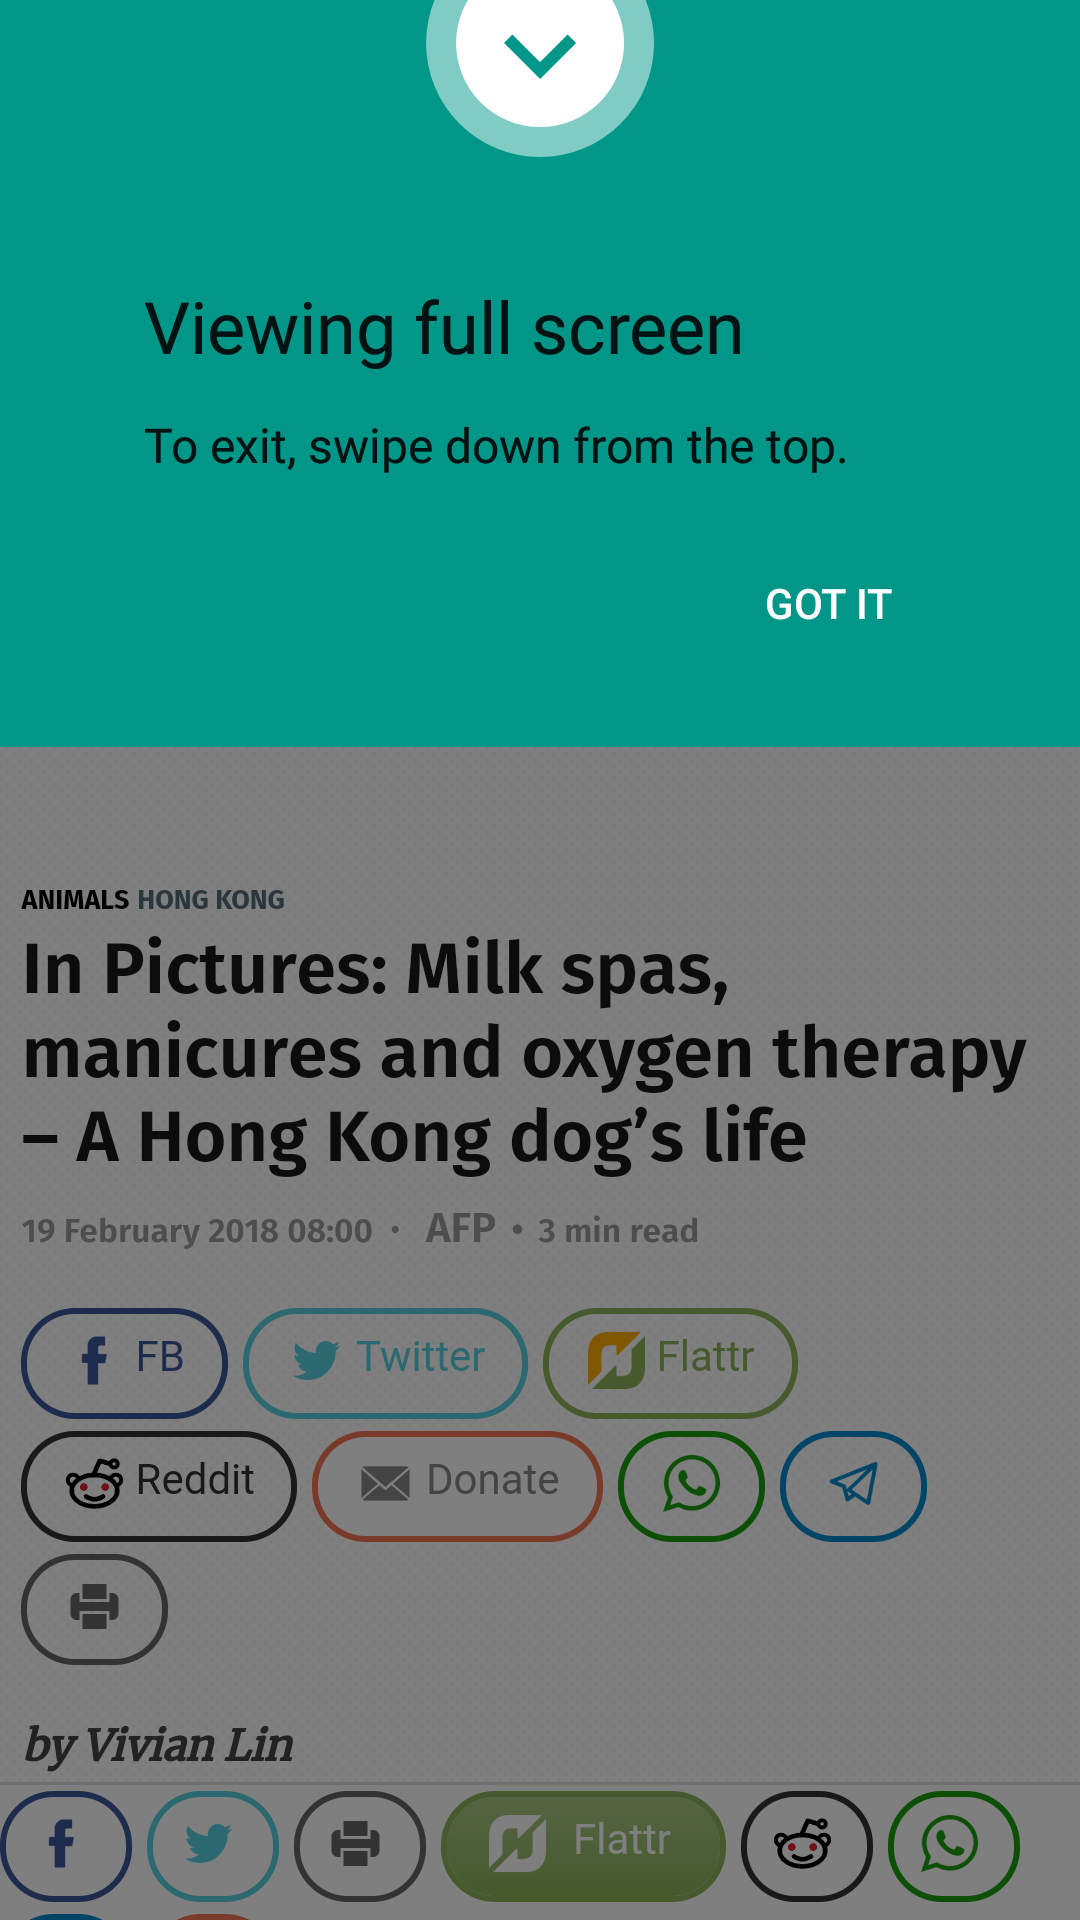 Viewing full screen
To exit, swipe down from the top.
GOT IT
ANIMALS HONG KONG
In Pictures: Milk spas,
manicures and oxygen therapy
– A Hong Kong dog’s life
19 February 2018 08:00 • AFP • 3 min read
FB Twitter Flattr
Reddit Donate
by Vivian Lin
Flattr